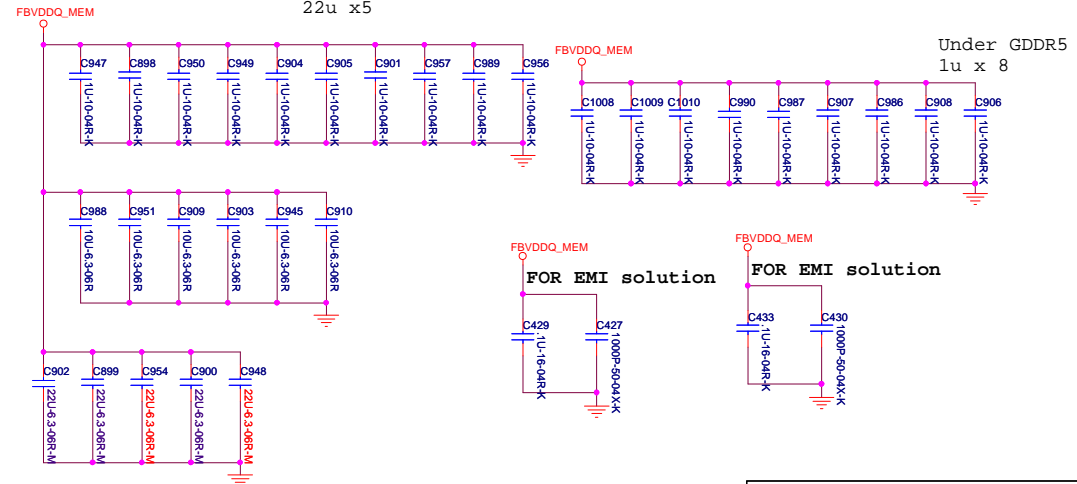 22u x5
FBVDDQ_MEM
C947 C898 C950 C949 C904 C905 C901 C957 C989 C956
1U-10-04R-K 1U-10-04R-K 1U-10-04R-K 1U-10-04R-K 1U-10-04R-K 1U-10-04R-K 1U-10-04R-K 1U-10-04R-K 1U-10-04R-K 1U-10-04R-K
C988 C951 C909 C903 C945 C910
10U-6.3-06R 10U-6.3-06R 10U-6.3-06R 10U-6.3-06R 10U-6.3-06R 10U-6.3-06R
C902 C899 C954 C900 C948
22U-6.3-06R-M 22U-6.3-06R-M 22U-6.3-06R-M 22U-6.3-06R-M 22U-6.3-06R-M
FBVDDQ_MEM
Under GDDR5
1u x 8
C1008 C1009 C1010 C990 C987 C907 C986 C908 C906
1U-10-04R-K 1U-10-04R-K 1U-10-04R-K 1U-10-04R-K 1U-10-04R-K 1U-10-04R-K 1U-10-04R-K 1U-10-04R-K 1U-10-04R-K
FBVDDQ_MEM
FOR EMI solution
C429 C427
.1U-16-04R-K 1000P-50-04X-K
FBVDDQ_MEM
FOR EMI solution
C433 C430
.1U-16-04R-K 1000P-50-04X-K